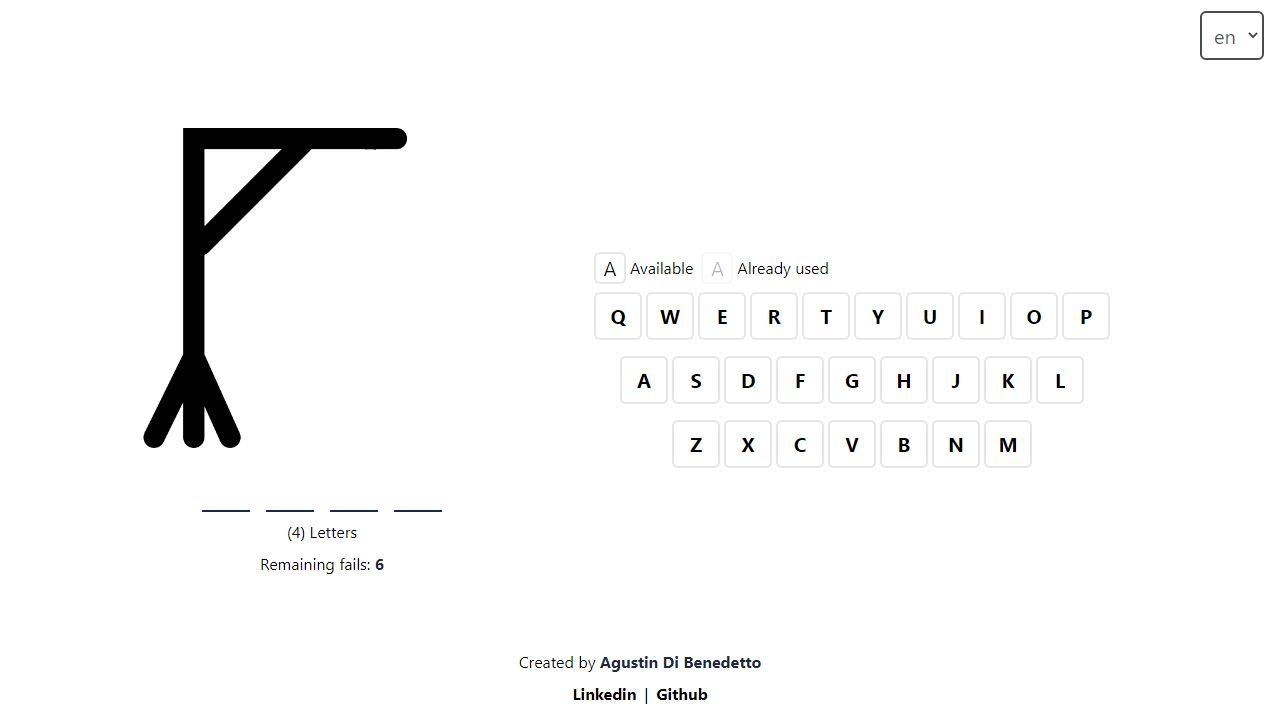 en
A Available A Already used
Q W E R T Y U I O P
A S D F G H J K L
Z X C V B N M
(4) Letters
Remaining fails: 6
Created by Agustin Di Benedetto
Linkedin | Github